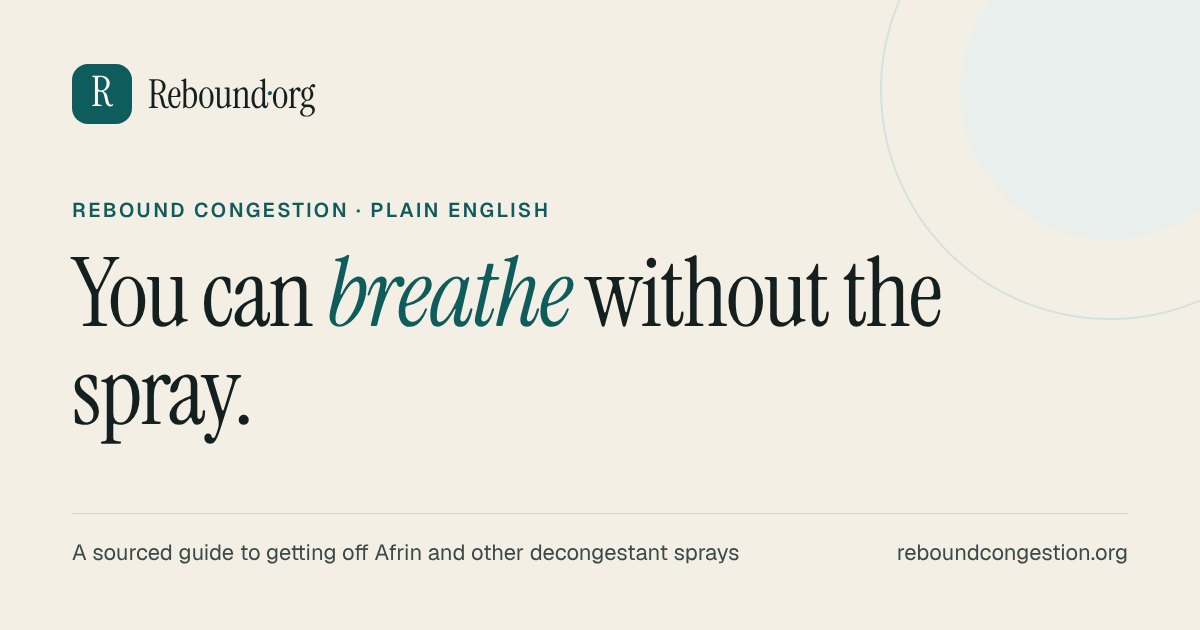 R
Rebound·org
REBOUND CONGESTION · PLAIN ENGLISH
You can breathe without the
spray.
A sourced guide to getting off Afrin and other decongestant sprays
reboundcongestion.org